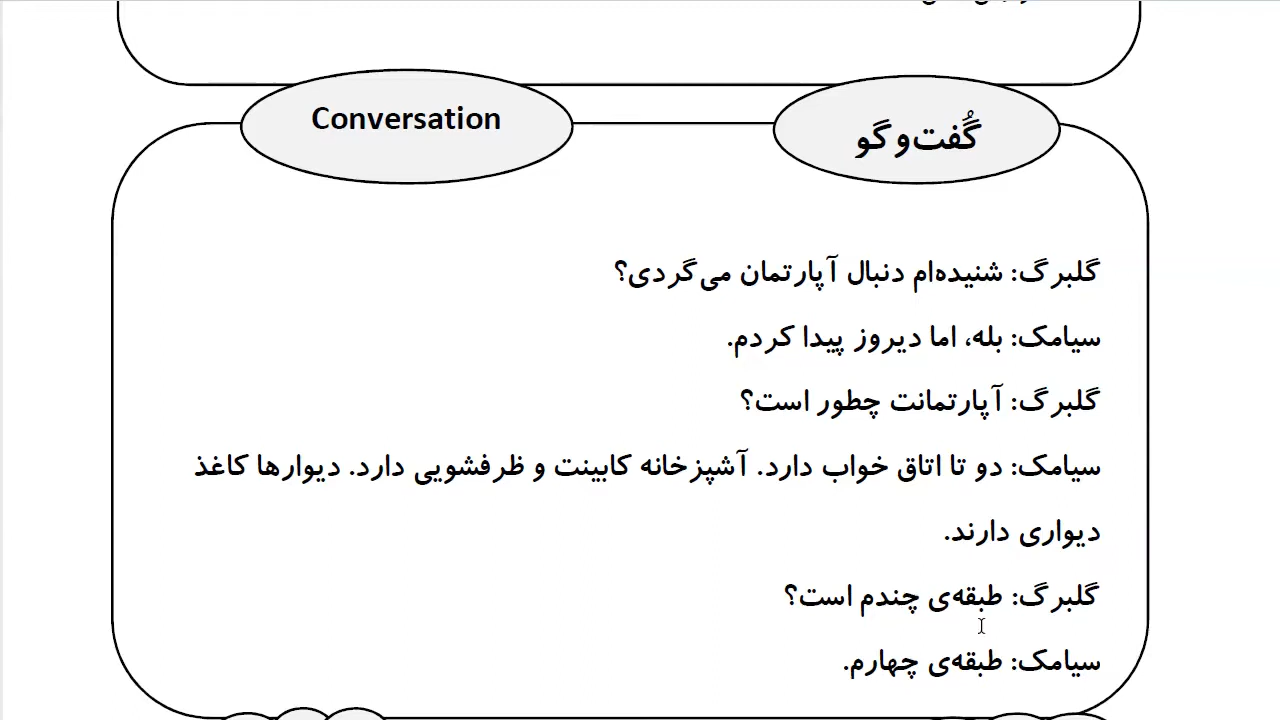 Conversation
گُفت‌و‌گو
گلبرگ: شنیده‌ام دنبال آپارتمان می‌گردی؟
سیامک: بله، اما دیروز پیدا کردم.
گلبرگ: آپارتمانت چطور است؟
سیامک: دو تا اتاق خواب دارد. آشپزخانه کابینت و ظرفشویی دارد. دیوارها کاغذ
دیواری دارند.
گلبرگ: طبقه‌ی چندم است؟
سیامک: طبقه‌ی چهارم.